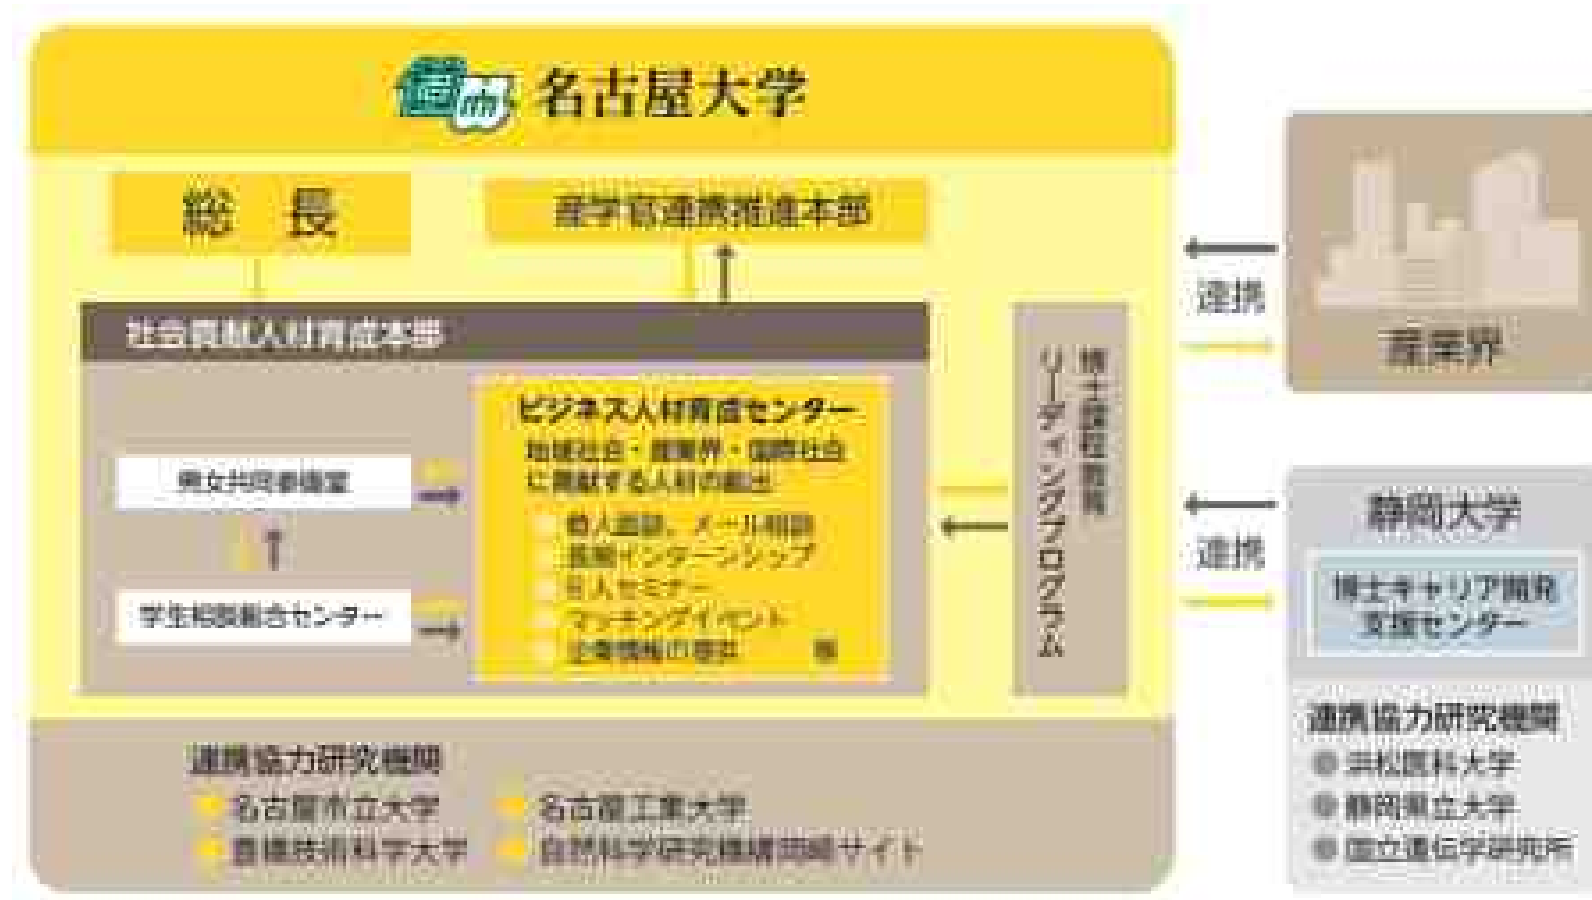 名古屋大学
総 長
産学官連携推進本部
社会貢献人材育成本部
ビジネス人材育成センター
地域社会・産業界・国際社会
に貢献する人材の輩出
個人面談、メール相談
長期インターンシップ
セミナー
マッチングイベント
企業情報の提供 等
男女共同参画室
学生相談総合センター
博士課程教育
リーディングプログラム
連携
産業界
連携
静岡大学
博士キャリア開発
支援センター
連携協力研究機関
浜松医科大学
静岡県立大学
国立遺伝学研究所
連携協力研究機関
名古屋市立大学
名古屋工業大学
豊橋技術科学大学
自然科学研究機構岡崎サイト